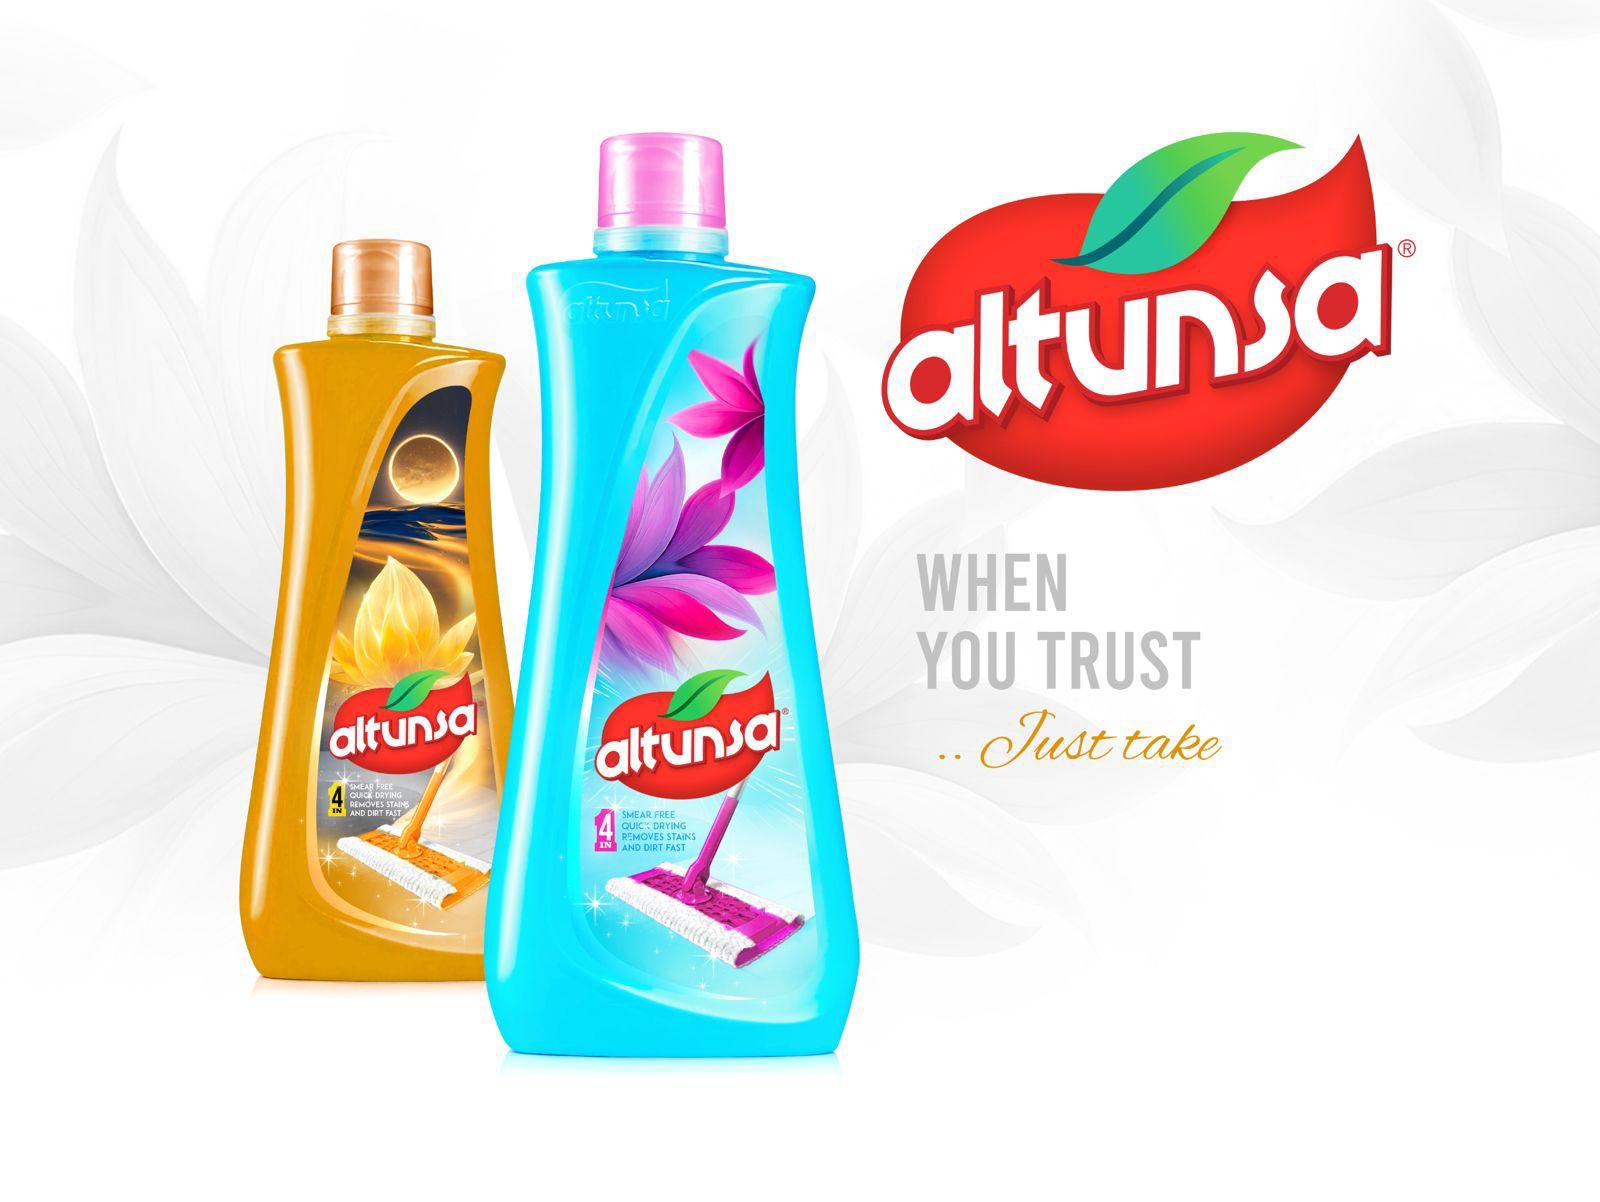 altunsa
altunsa®
WHEN
YOU TRUST
.. Just take
altunsa
4 IN
SMEAR FREE
QUICK DRYING
REMOVES STAINS
AND DIRT FAST
altunsa®
4 IN
SMEAR FREE
QUICK DRYING
REMOVES STAINS
AND DIRT FAST